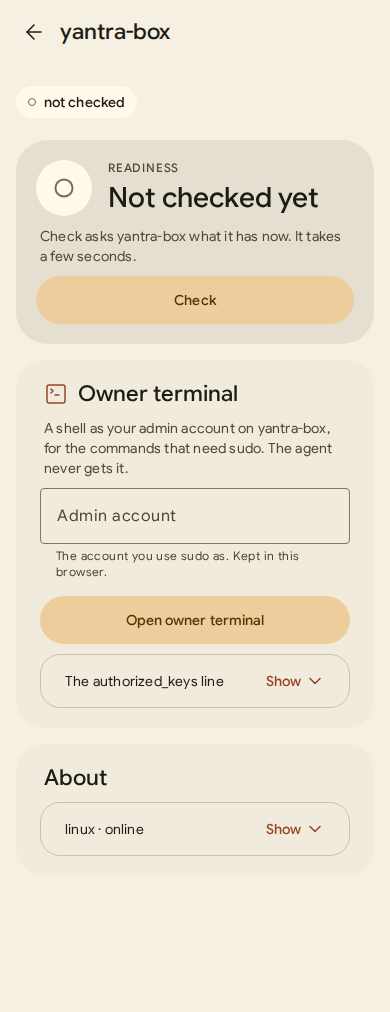 yantra-box
not checked
READINESS
Not checked yet
Check asks yantra-box what it has now. It takes
a few seconds.
Check
Owner terminal
A shell as your admin account on yantra-box,
for the commands that need sudo. The agent
never gets it.
Admin account
The account you use sudo as. Kept in this
browser.
Open owner terminal
The authorized_keys line Show
About
linux · online Show